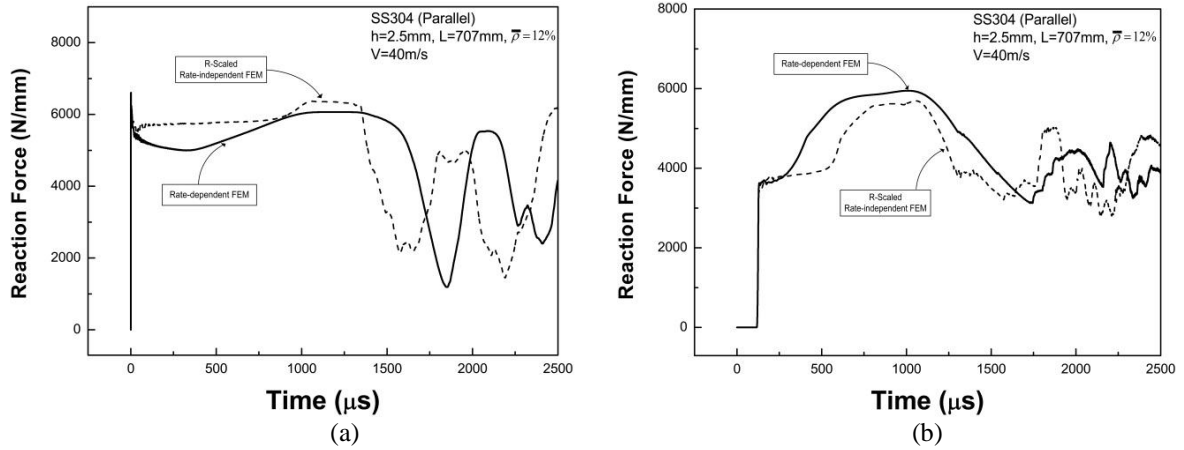 SS304 (Parallel)
h=2.5mm, L=707mm, ρ̅=12%
V=40m/s
R-Scaled
Rate-independent FEM
Rate-dependent FEM
Reaction Force (N/mm)
8000
6000
4000
2000
0
0 500 1000 1500 2000 2500
Time (μs)
(a)
SS304 (Parallel)
h=2.5mm, L=707mm, ρ̅=12%
V=40m/s
Rate-dependent FEM
R-Scaled
Rate-independent FEM
Reaction Force (N/mm)
8000
6000
4000
2000
0
0 500 1000 1500 2000 2500
Time (μs)
(b)